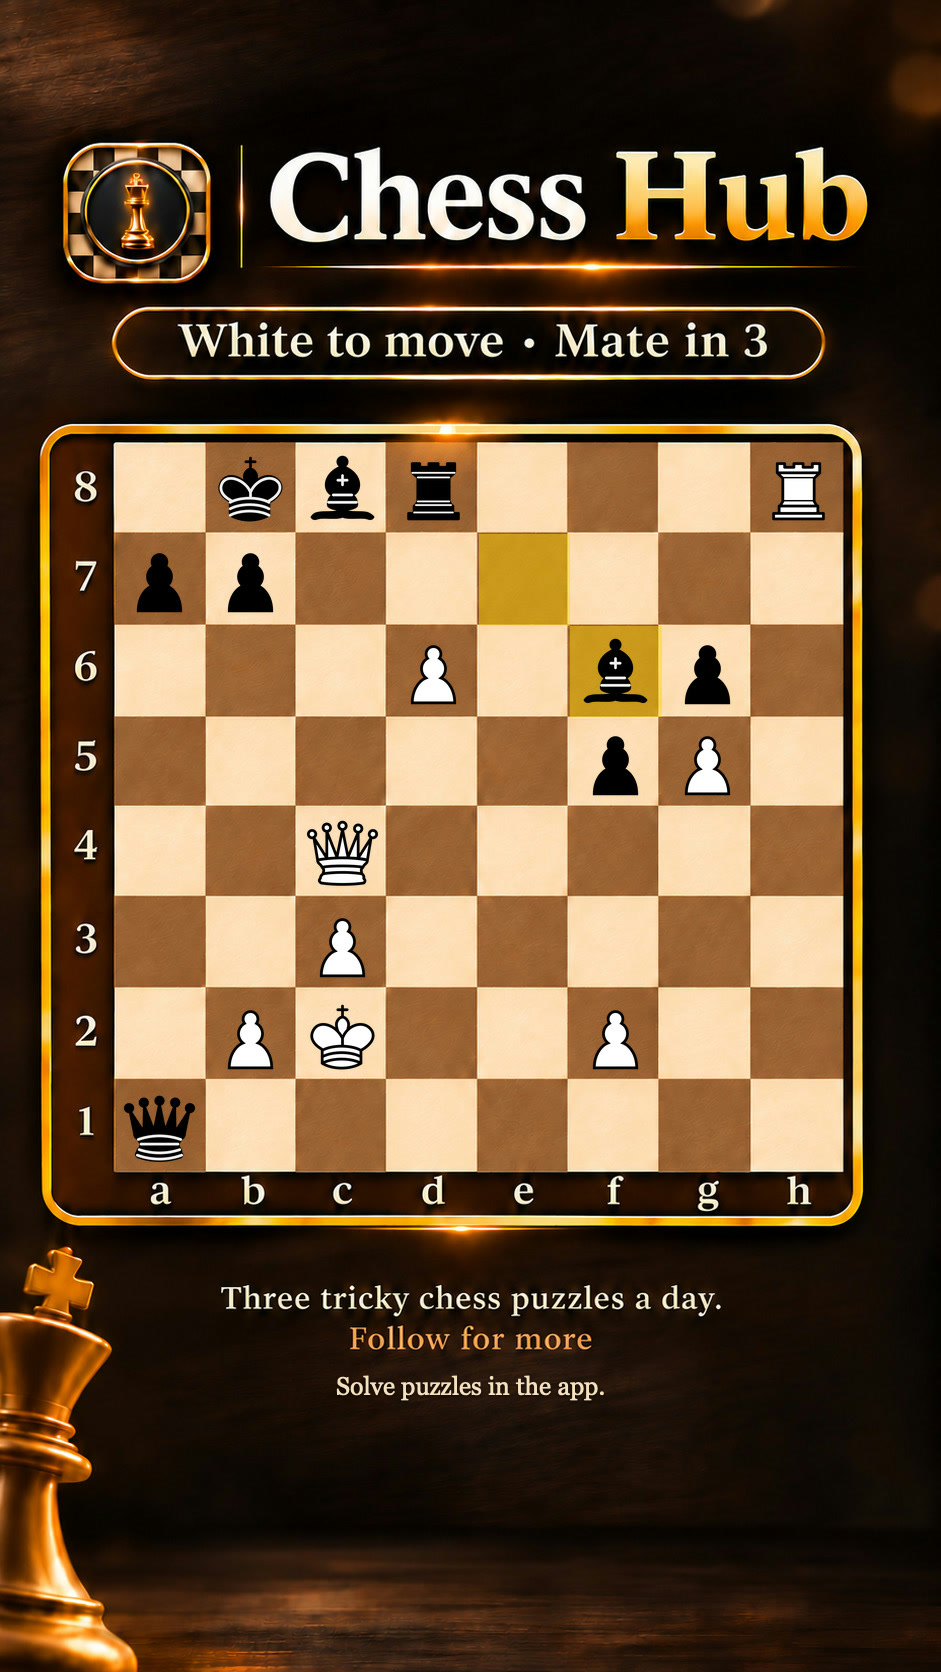 Chess Hub
White to move • Mate in 3
8
7
6
5
4
3
2
1
a b c d e f g h
Three tricky chess puzzles a day.
Follow for more
Solve puzzles in the app.